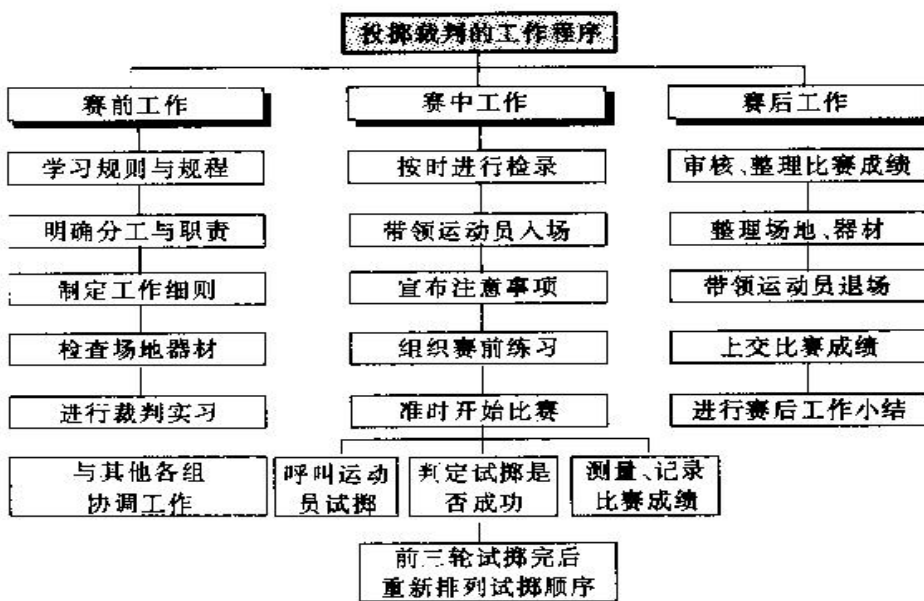 投掷裁判的工作程序
赛前工作
学习规则与规程
明确分工与职责
制定工作细则
检查场地器材
进行裁判实习
与其他各组
协调工作
赛中工作
按时进行检录
带领运动员入场
宣布注意事项
组织赛前练习
准时开始比赛
呼叫运动
员试掷
判定试掷是
否成功
测量、记录
比赛成绩
前三轮试掷完后
重新排列试掷顺序
赛后工作
审核、整理比赛成绩
整理场地、器材
带领运动员退场
上交比赛成绩
进行赛后工作小结